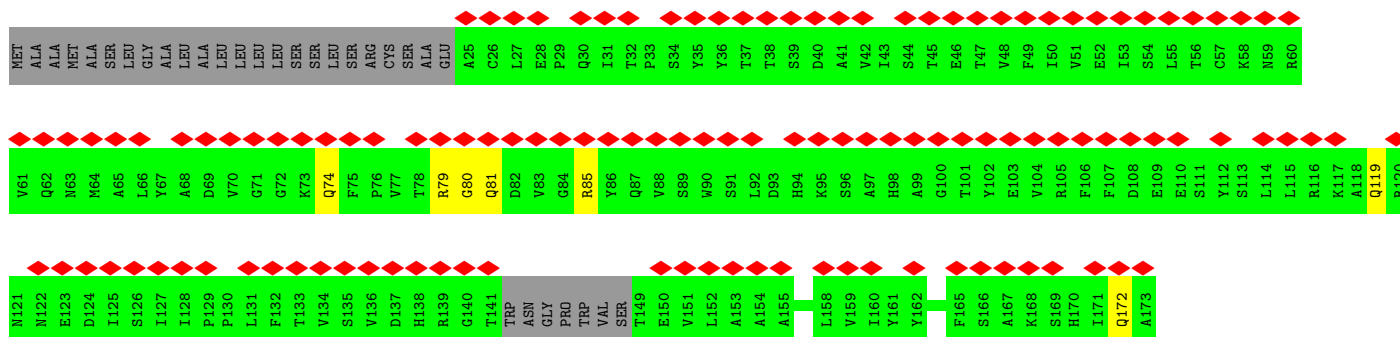 MET ALA ALA MET ALA SER LEU GLY ALA LEU ALA LEU LEU LEU LEU SER SER LEU SER ARG CYS SER ALA GLU A25 C26 L27 E28 P29 Q30 I31 T32 P33 S34 Y35 Y36 T37 T38 S39 D40 A41 V42 I43 S44 T45 E46 T47 V48 F49 I50 V51 E52 I53 S54 L55 T56 C57 K58 N59 R60
V61 Q62 N63 M64 A65 L66 Y67 A68 D69 V70 G71 G72 K73 Q74 F75 P76 V77 T78 R79 G80 Q81 D82 V83 G84 R85 Y86 Q87 V88 S89 W90 S91 L92 D93 H94 K95 S96 A97 H98 A99 G100 T101 Y102 E103 V104 R105 F106 F107 D108 E109 E110 S111 Y112 S113 L114 L115 R116 K117 A118 Q119 R120
N121 N122 E123 D124 I125 S126 I127 I128 P129 P130 L131 F132 T133 V134 S135 V136 D137 H138 R139 G140 T141 TRP ASN GLY PRO TRP VAL SER T149 E150 V151 L152 A153 A154 A155 L158 V159 I160 Y161 Y162 F165 S166 A167 K168 S169 H170 I171 Q172 A173